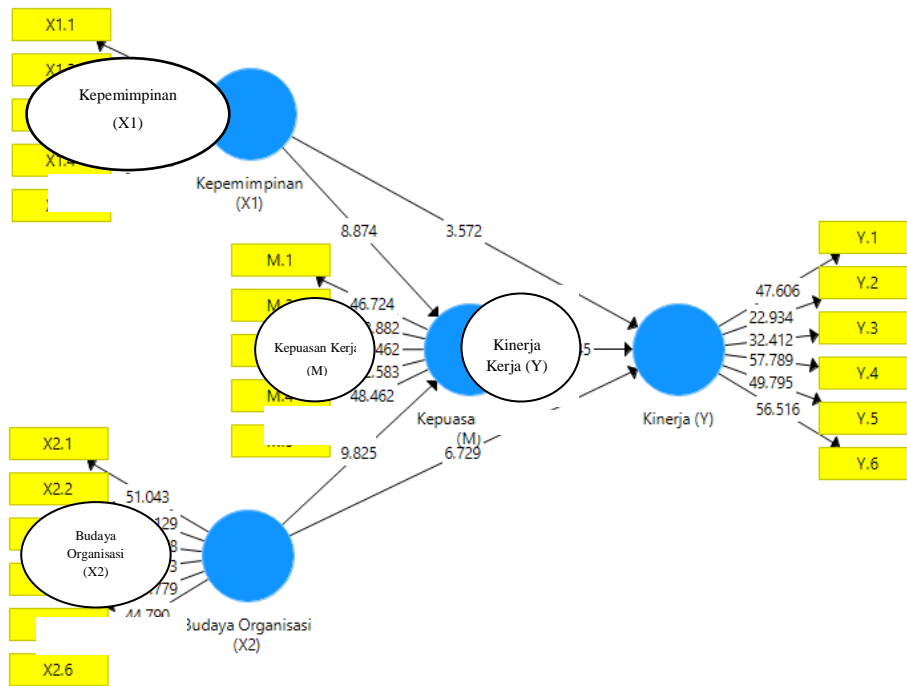 X1.1
Kepemimpinan
(X1)
X1.4
Kepemimpinan
(X1)
8.874
3.572
M.1
46.724
.882
.462
.583
48.462
Kepuasan Kerja
(M)
Kinerja
Kerja (Y)
Kepuasa
(M)
Kinerja (Y)
Y.1
Y.2
Y.3
Y.4
Y.5
Y.6
47.606
22.934
32.412
57.789
49.795
56.516
9.825
6.729
X2.1
X2.2
51.043
129
779
44.790
Budaya
Organisasi
(X2)
Budaya Organisasi
(X2)
X2.6